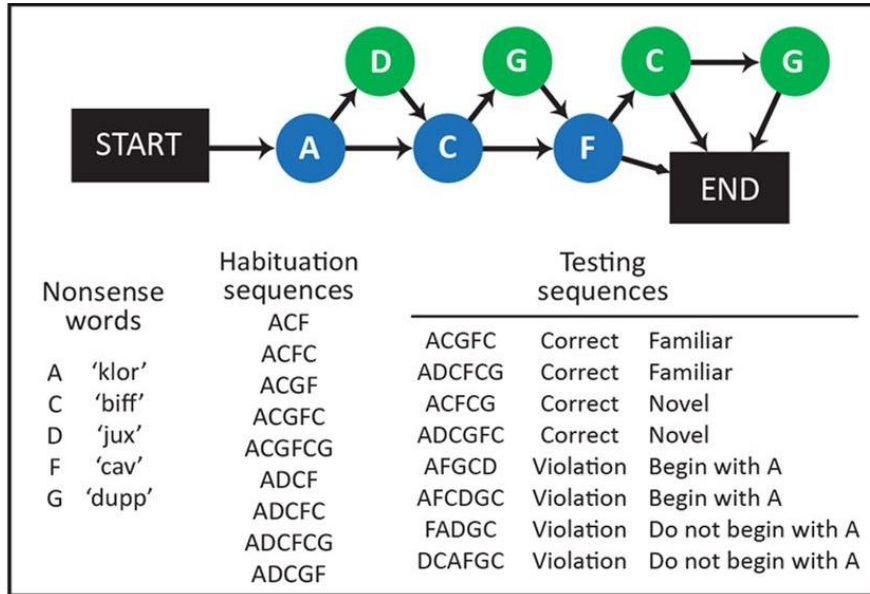 D G C G
START A C F END
Nonsense
words
A 'klor'
C 'biff'
D 'jux'
F 'cav'
G 'dupp'
Habituation
sequences
ACF
ACFC
ACGF
ACGFC
ACGFCG
ADCF
ADCFC
ADCFCG
ADCGF
Testing
sequences
ACGFC Correct Familiar
ADCFCG Correct Familiar
ACFCG Correct Novel
ADCGFC Correct Novel
AFGCD Violation Begin with A
AFCDGC Violation Begin with A
FADGC Violation Do not begin with A
DCAFGC Violation Do not begin with A